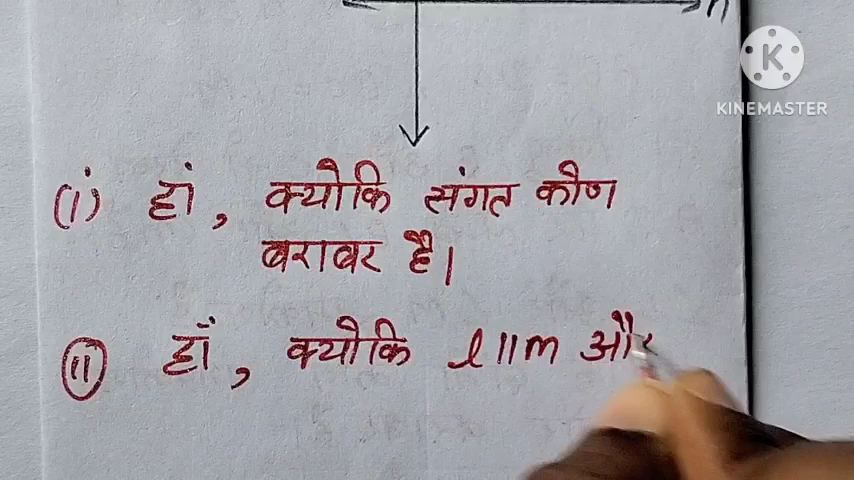 n
K
KINEMASTER
(i) हां, क्योकि संगत कोण
बराबर है।
(ii) हाँ, क्योकि l || m और